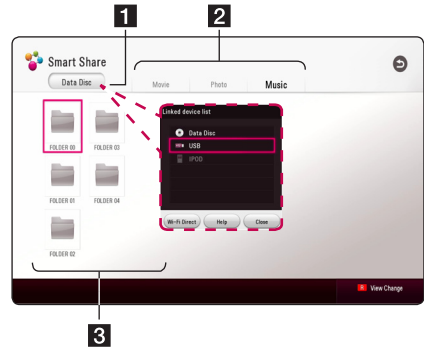 1
2
Smart Share
Data Disc
Movie Photo Music
Linked device list
Data Disc
USB
IPOD
FOLDER 00 FOLDER 03
FOLDER 01 FOLDER 04
Wi-Fi Direct Help Close
FOLDER 02
View Change
3